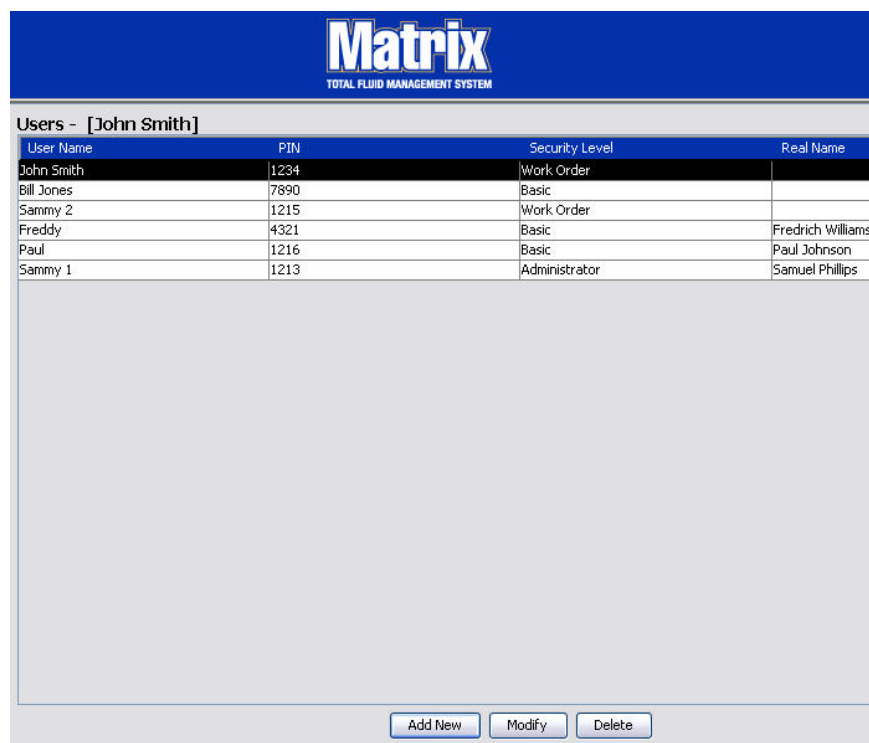 Matrix
TOTAL FLUID MANAGEMENT SYSTEM
Users - [John Smith]
User Name PIN Security Level Real Name
John Smith 1234 Work Order
Bill Jones 7890 Basic
Sammy 2 1215 Work Order
Freddy 4321 Basic Fredrich Williams
Paul 1216 Basic Paul Johnson
Sammy 1 1213 Administrator Samuel Phillips
Add New Modify Delete